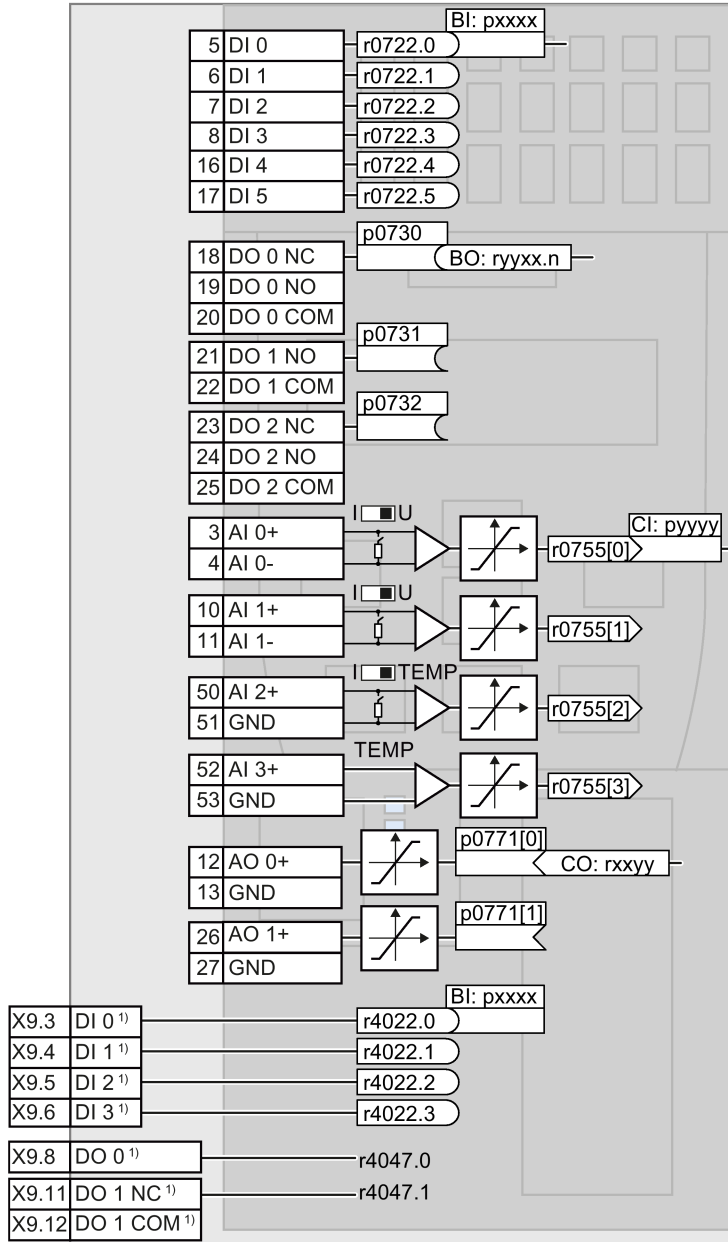 BI: pxxxx
5 DI 0 r0722.0
6 DI 1 r0722.1
7 DI 2 r0722.2
8 DI 3 r0722.3
16 DI 4 r0722.4
17 DI 5 r0722.5
p0730
18 DO 0 NC BO: ryyxx.n
19 DO 0 NO
20 DO 0 COM
p0731
21 DO 1 NO
22 DO 1 COM
p0732
23 DO 2 NC
24 DO 2 NO
25 DO 2 COM
I U
CI: pyyyy
3 AI 0+
r0755[0]
4 AI 0-
I U
10 AI 1+
r0755[1]
11 AI 1-
I TEMP
50 AI 2+
r0755[2]
51 GND
TEMP
52 AI 3+
r0755[3]
53 GND
p0771[0]
12 AO 0+ CO: rxxyy
13 GND
p0771[1]
26 AO 1+
27 GND
BI: pxxxx
X9.3 DI 0 1) r4022.0
X9.4 DI 1 1) r4022.1
X9.5 DI 2 1) r4022.2
X9.6 DI 3 1) r4022.3
X9.8 DO 0 1) r4047.0
X9.11 DO 1 NC 1) r4047.1
X9.12 DO 1 COM 1)